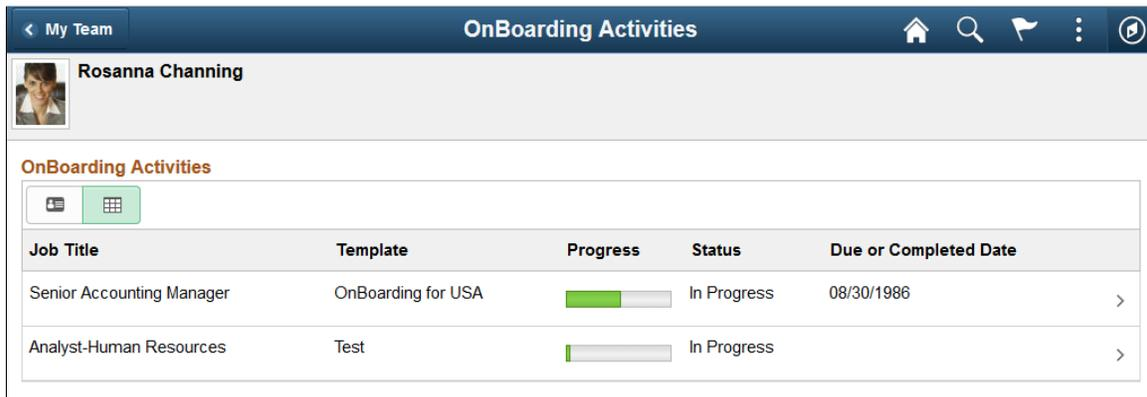 My Team OnBoarding Activities
Rosanna Channing
OnBoarding Activities
Job Title Template Progress Status Due or Completed Date
Senior Accounting Manager OnBoarding for USA In Progress 08/30/1986
Analyst-Human Resources Test In Progress